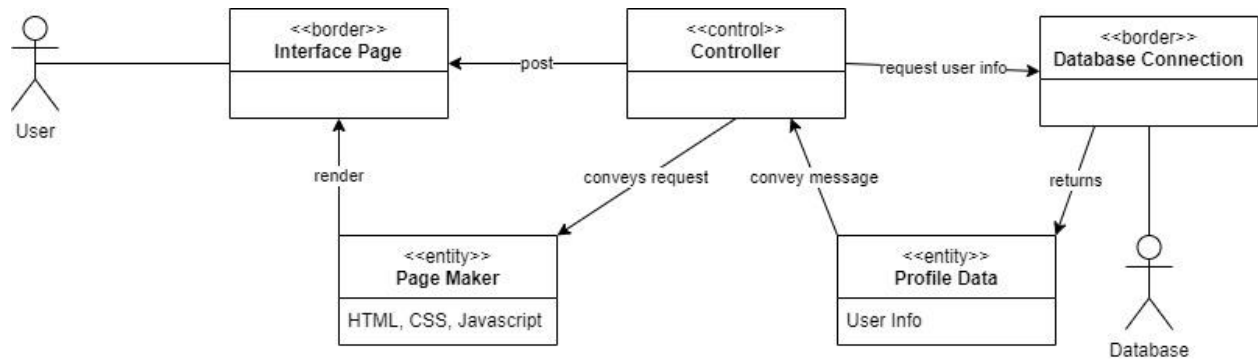 <<border>>
Interface Page
<<control>>
Controller
<<border>>
Database Connection
post
request user info
User
render
conveys request
convey message
returns
<<entity>>
Page Maker
HTML, CSS, Javascript
<<entity>>
Profile Data
User Info
Database